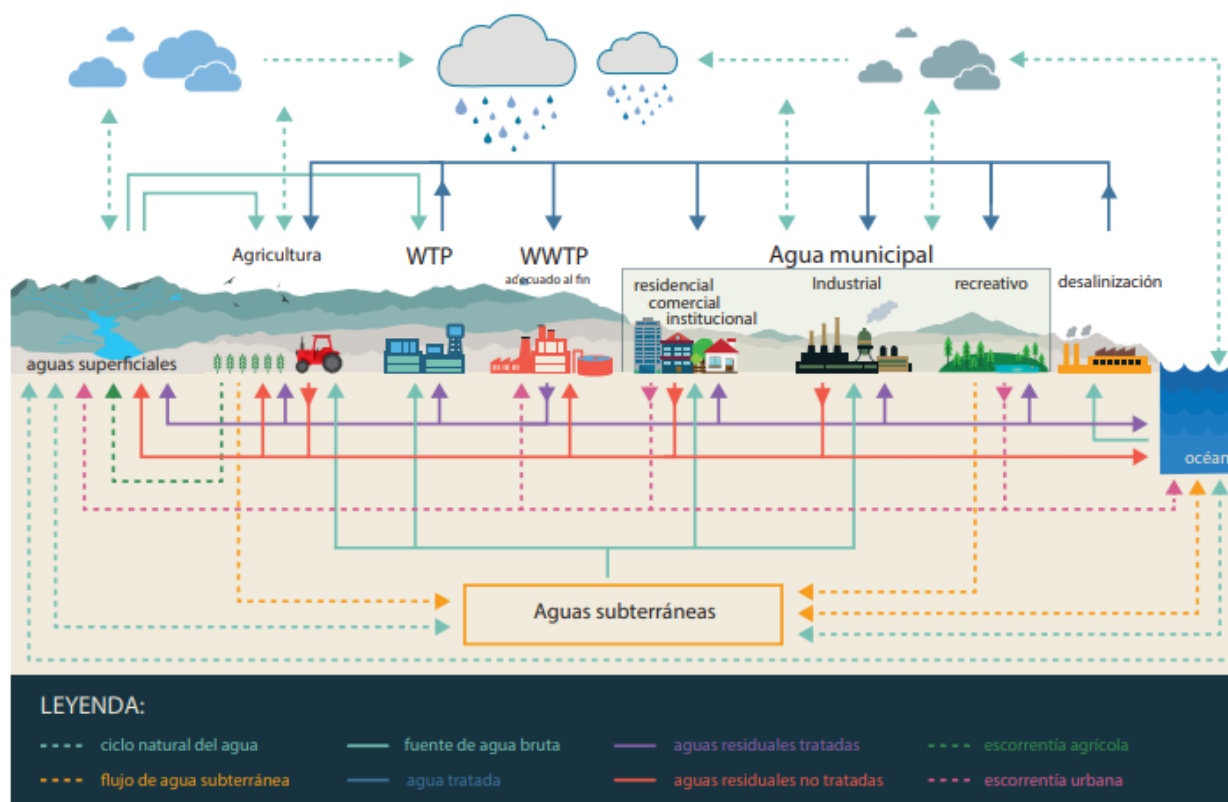 Agricultura
WTP
WWTP
adecuado al fin
Agua municipal
residencial
comercial
institucional
Industrial
recreativo
desalinización
aguas superficiales
océan
Aguas subterráneas
LEYENDA:
ciclo natural del agua
fuente de agua bruta
aguas residuales tratadas
escorrentía agrícola
flujo de agua subterránea
agua tratada
aguas residuales no tratadas
escorrentía urbana